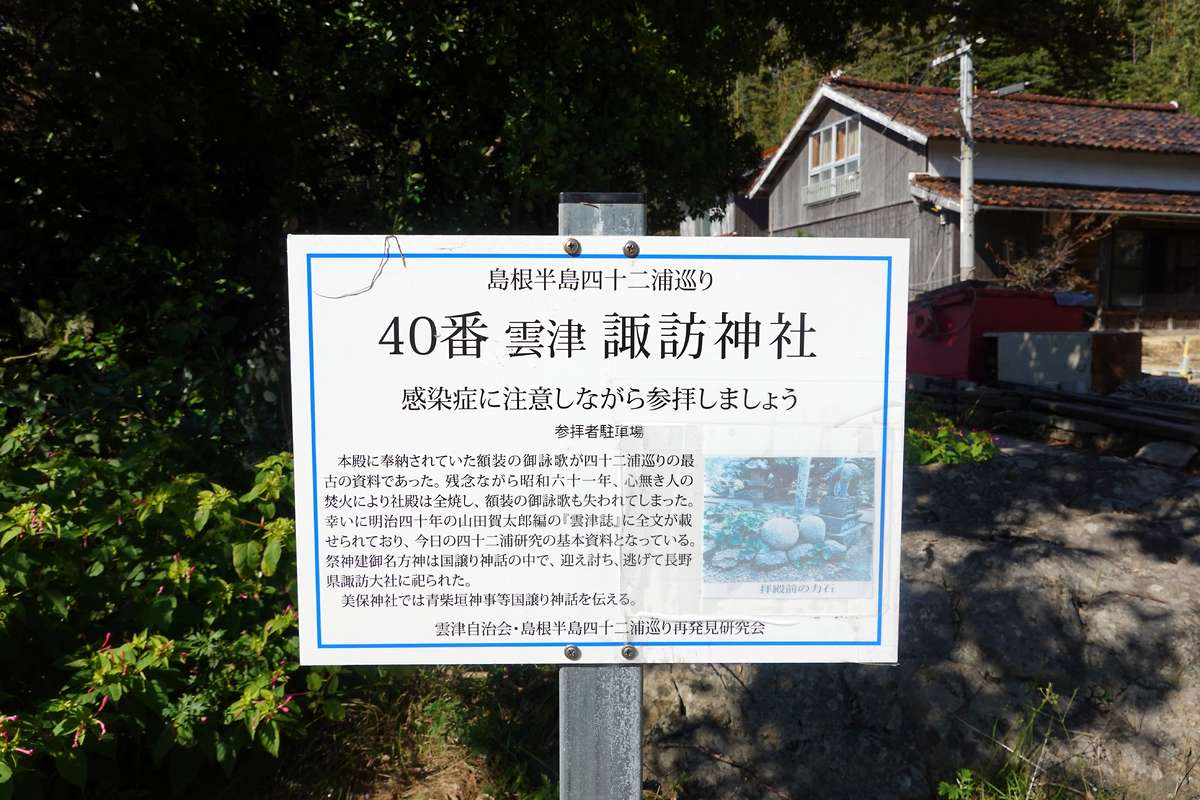 島根半島四十二浦巡り
40番 雲津 諏訪神社
感染症に注意しながら参拝しましょう
参拝者駐車場
本殿に奉納されていた額装の御詠歌が四十二浦巡りの最
古の資料であった。残念ながら昭和六十一年、心無き人の
焚火により社殿は全焼し、額装の御詠歌も失われてしまった。
幸いに明治四十年の山田賀太郎編の『雲津誌』に全文が載
せられており、今日の四十二浦研究の基本資料となっている。
祭神建御名方神は国譲り神話の中で、迎え討ち、逃げて長野
県諏訪大社に祀られた。
美保神社では青柴垣神事等国譲り神話を伝える。
拝殿前の力石
雲津自治会・島根半島四十二浦巡り再発見研究会